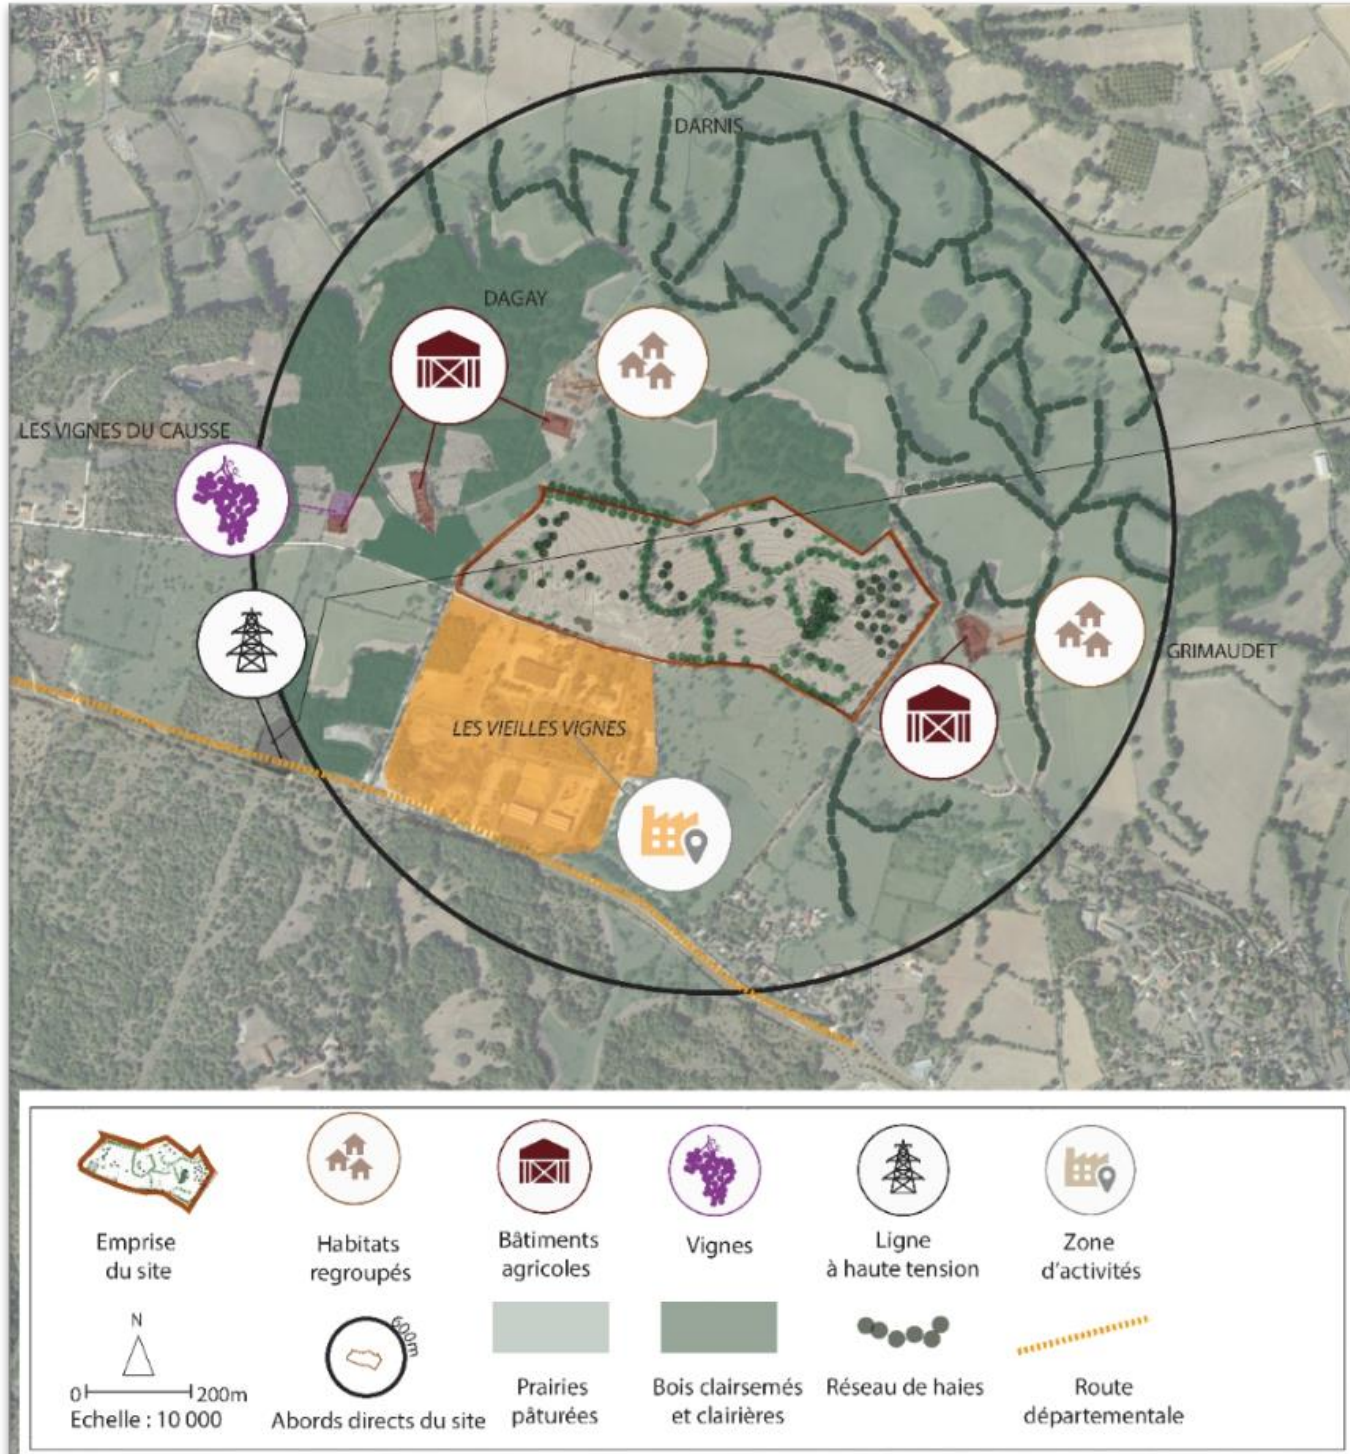 DARNIS
DAGAY
LES VIGNES DU CAUSSE
GRIMAUDET
LES VIEILLES VIGNES
Emprise
du site
Habitats
regroupés
Bâtiments
agricoles
Vignes
Ligne
à haute tension
Zone
d'activités
N
0 200m
Echelle : 10 000
600m
Abords directs du site
Prairies
pâturées
Bois clairsemés
et clairières
Réseau de haies
Route
départementale